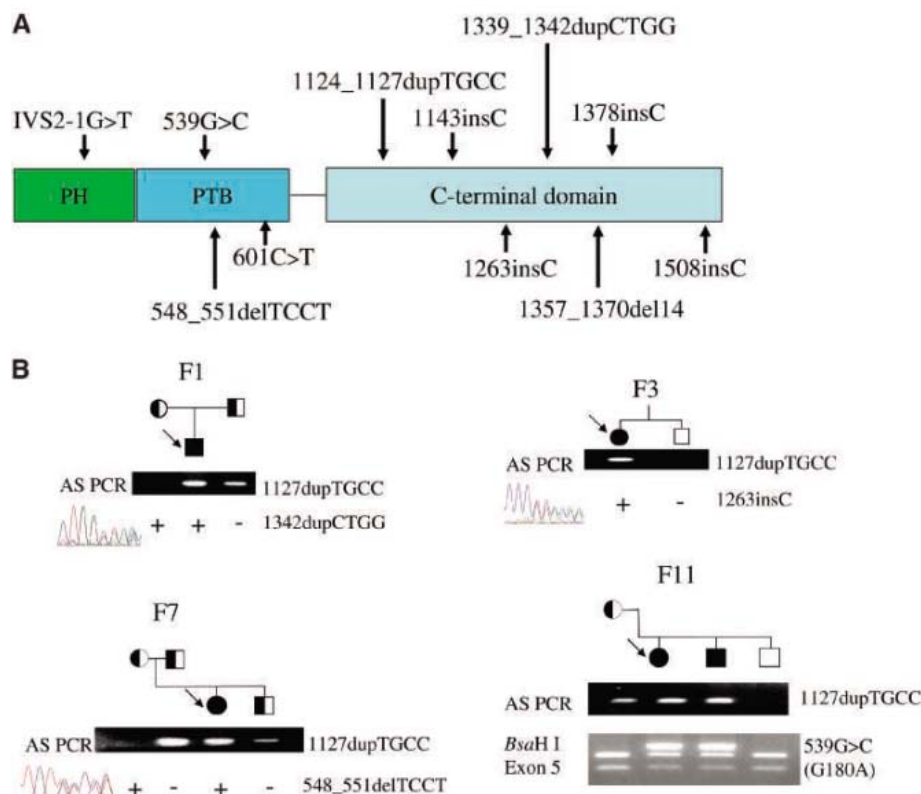 A
1339_1342dupCTGG
1124_1127dupTGCC
1143insC
1378insC
IVS2-1G>T
539G>C
PH
PTB
C-terminal domain
601C>T
1263insC
1508insC
548_551delTCCT
1357_1370del14
B
F1
AS PCR
1127dupTGCC
+ + -
1342dupCTGG
F3
AS PCR
1127dupTGCC
+ -
1263insC
F7
AS PCR
1127dupTGCC
+ - + -
548_551delTCCT
F11
AS PCR
1127dupTGCC
BsaH I
539G>C
Exon 5
(G180A)